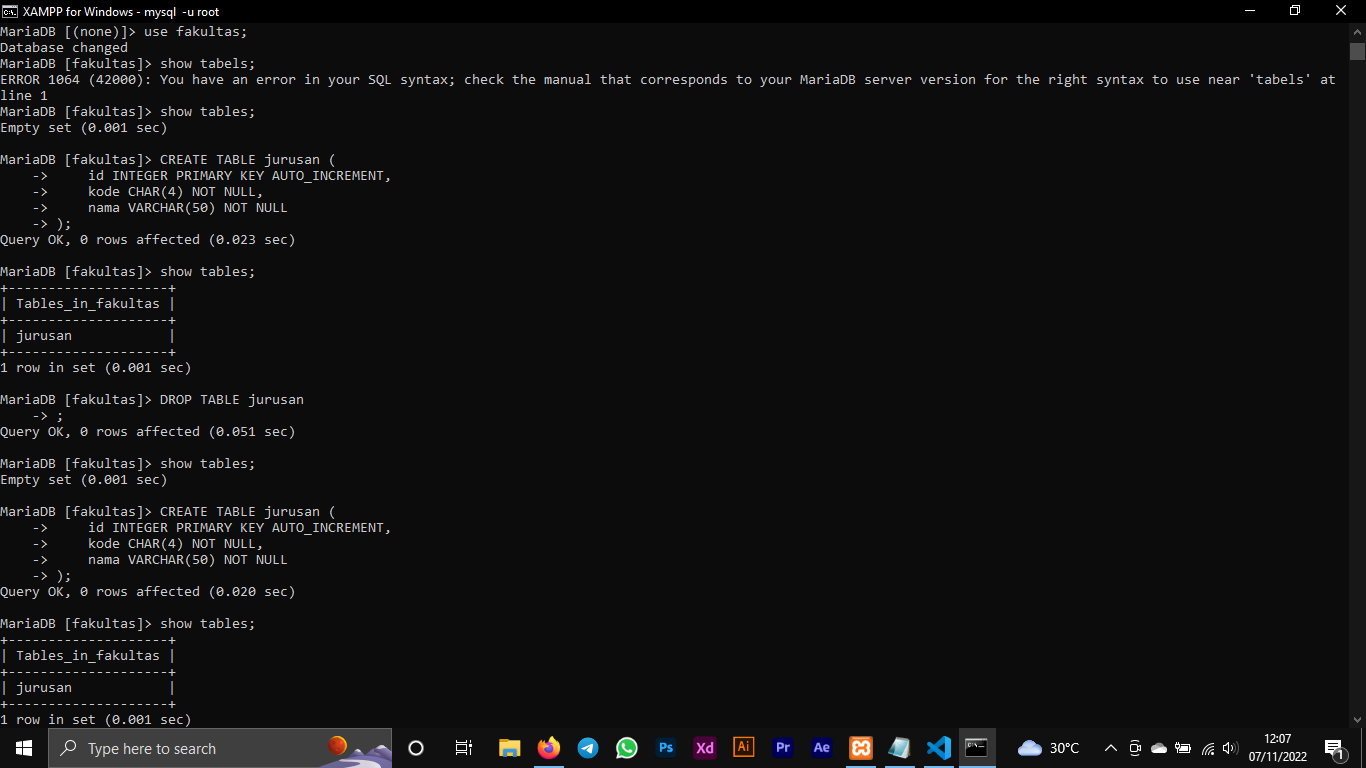 XAMPP for Windows - mysql -u root
MariaDB [(none)]> use fakultas;
Database changed
MariaDB [fakultas]> show tabels;
ERROR 1064 (42000): You have an error in your SQL syntax; check the manual that corresponds to your MariaDB server version for the right syntax to use near 'tabels' at
line 1
MariaDB [fakultas]> show tables;
Empty set (0.001 sec)
MariaDB [fakultas]> CREATE TABLE jurusan (
    ->     id INTEGER PRIMARY KEY AUTO_INCREMENT,
    ->     kode CHAR(4) NOT NULL,
    ->     nama VARCHAR(50) NOT NULL
    -> );
Query OK, 0 rows affected (0.023 sec)
MariaDB [fakultas]> show tables;
+--------------------+
| Tables_in_fakultas |
+--------------------+
| jurusan            |
+--------------------+
1 row in set (0.001 sec)
MariaDB [fakultas]> DROP TABLE jurusan
    -> ;
Query OK, 0 rows affected (0.051 sec)
MariaDB [fakultas]> show tables;
Empty set (0.001 sec)
MariaDB [fakultas]> CREATE TABLE jurusan (
    ->     id INTEGER PRIMARY KEY AUTO_INCREMENT,
    ->     kode CHAR(4) NOT NULL,
    ->     nama VARCHAR(50) NOT NULL
    -> );
Query OK, 0 rows affected (0.020 sec)
MariaDB [fakultas]> show tables;
+--------------------+
| Tables_in_fakultas |
+--------------------+
| jurusan            |
+--------------------+
1 row in set (0.001 sec)
Type here to search
Ps
Xd
Ai
Pr
Ae
30°C
12:07
07/11/2022
1